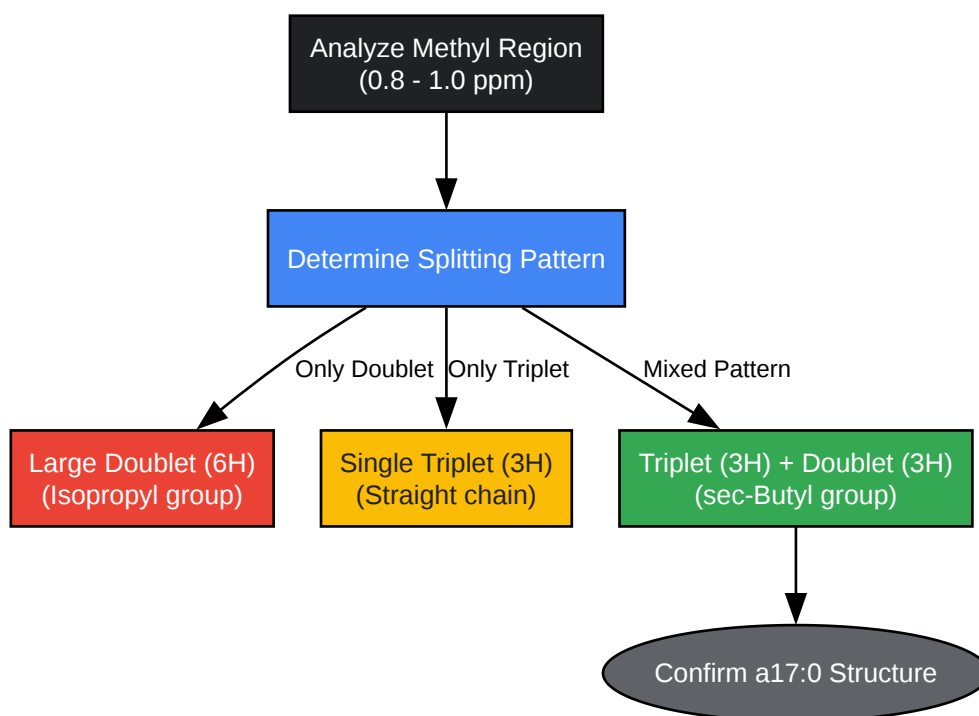 Analyze Methyl Region
(0.8 - 1.0 ppm)
Determine Splitting Pattern
Only Doublet
Only Triplet
Mixed Pattern
Large Doublet (6H)
(Isopropyl group)
Single Triplet (3H)
(Straight chain)
Triplet (3H) + Doublet (3H)
(sec-Butyl group)
Confirm a17:0 Structure